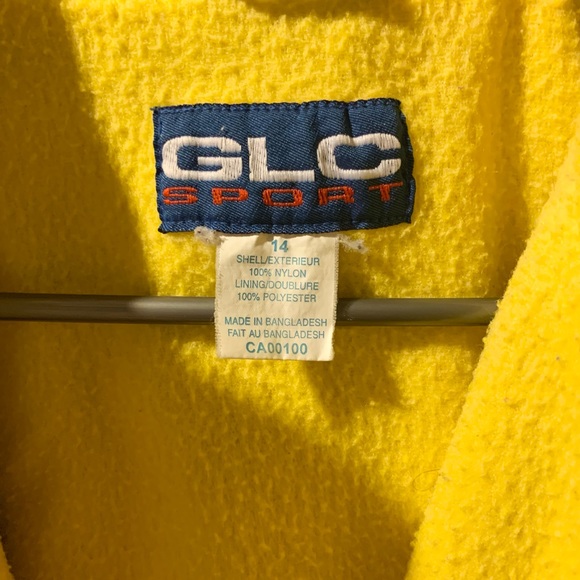 GLC
SPORT
14
SHELL/EXTERIEUR
100% NYLON
LINING/DOUBLURE
100% POLYESTER
MADE IN BANGLADESH
FAIT AU BANGLADESH
CA00100